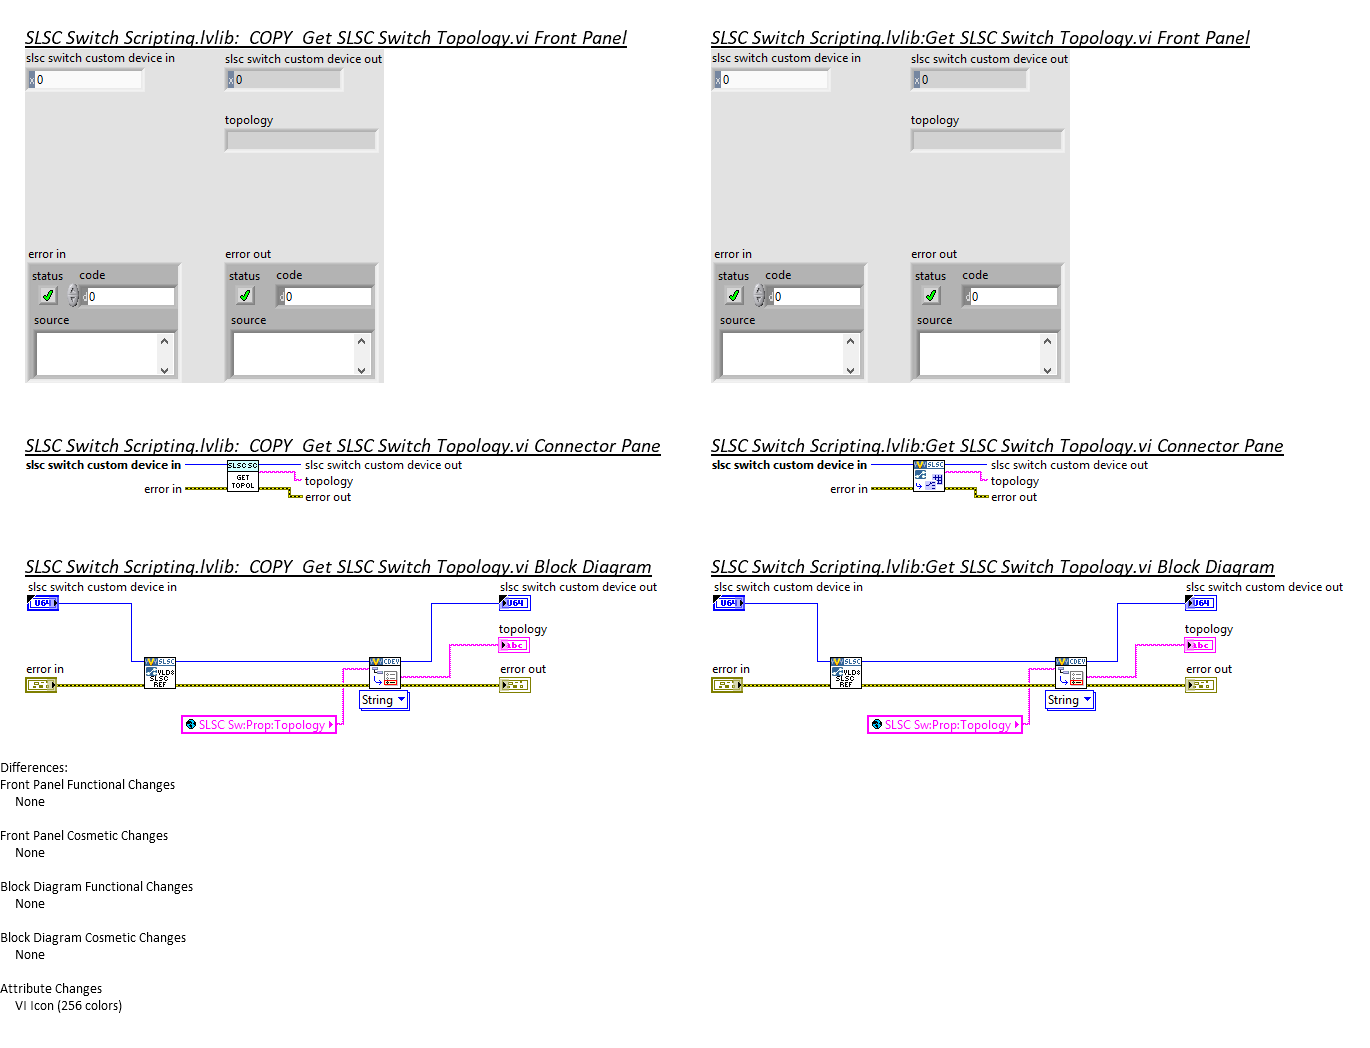 SLSC Switch Scripting.lvlib:  COPY  Get SLSC Switch Topology.vi Front Panel
slsc switch custom device in
slsc switch custom device out
x 0
x 0
topology
error in
error out
status
code
status
code
d 0
d 0
source
source
SLSC Switch Scripting.lvlib:Get SLSC Switch Topology.vi Front Panel
slsc switch custom device in
slsc switch custom device out
x 0
x 0
topology
error in
error out
status
code
status
code
d 0
d 0
source
source
SLSC Switch Scripting.lvlib:  COPY  Get SLSC Switch Topology.vi Connector Pane
slsc switch custom device in
SLSC SC
GET
TOPOL
slsc switch custom device out
topology
error in
error out
SLSC Switch Scripting.lvlib:Get SLSC Switch Topology.vi Connector Pane
slsc switch custom device in
SLSC
slsc switch custom device out
topology
error in
error out
SLSC Switch Scripting.lvlib:  COPY  Get SLSC Switch Topology.vi Block Diagram
slsc switch custom device in
slsc switch custom device out
U64
U64
topology
abc
error in
SLSC
VLD8
SLSC
REF
CDEV
error out
String
SLSC Sw:Prop:Topology
SLSC Switch Scripting.lvlib:Get SLSC Switch Topology.vi Block Diagram
slsc switch custom device in
slsc switch custom device out
U64
U64
topology
abc
error in
SLSC
VLD8
SLSC
REF
CDEV
error out
String
SLSC Sw:Prop:Topology
Differences:
Front Panel Functional Changes
None
Front Panel Cosmetic Changes
None
Block Diagram Functional Changes
None
Block Diagram Cosmetic Changes
None
Attribute Changes
VI Icon (256 colors)